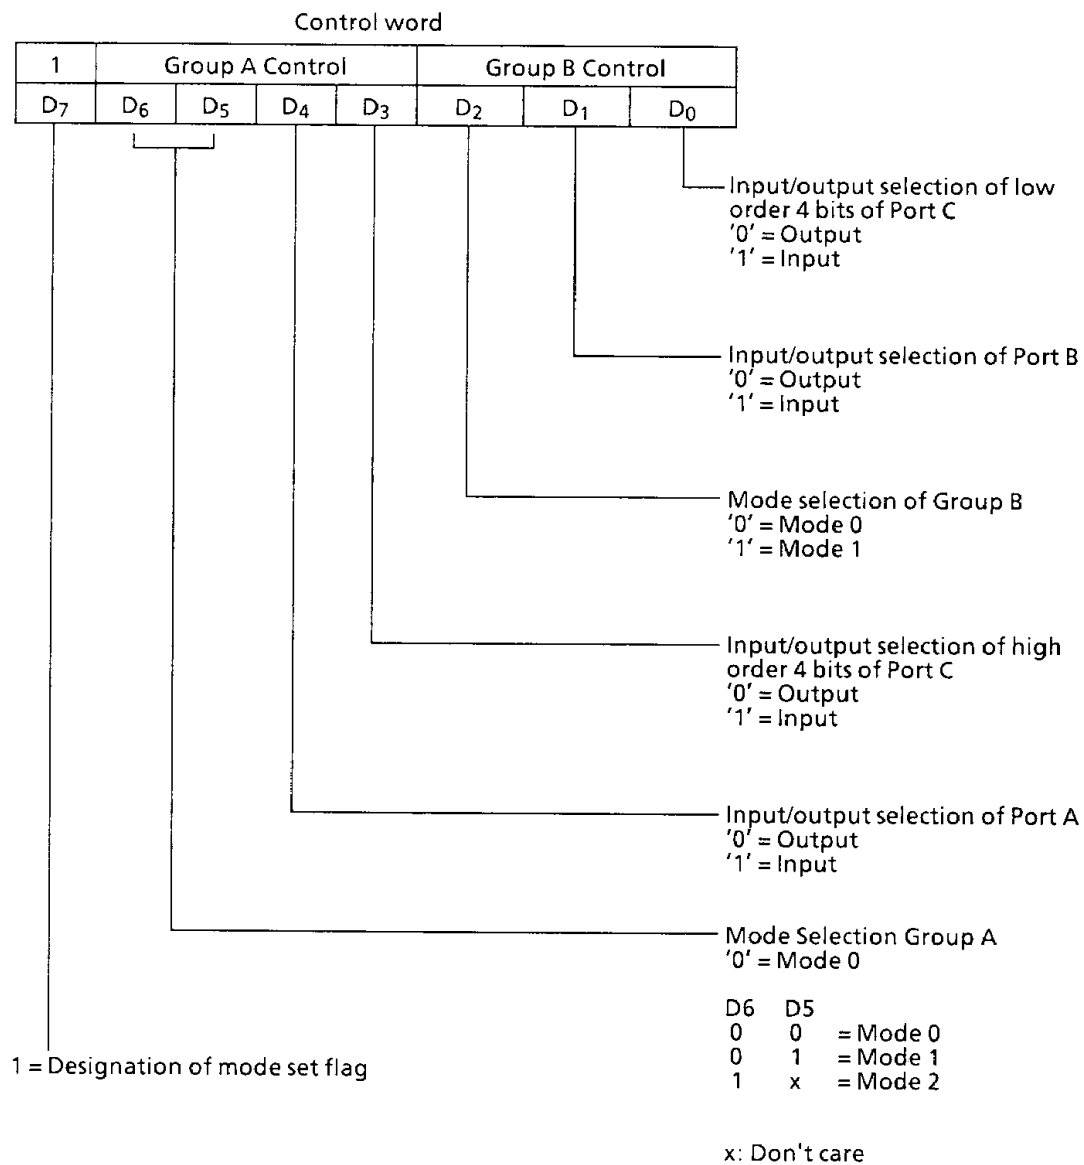 Control word
1 Group A Control Group B Control
D7 D6 D5 D4 D3 D2 D1 D0
Input/output selection of low
order 4 bits of Port C
'0' = Output
'1' = Input
Input/output selection of Port B
'0' = Output
'1' = Input
Mode selection of Group B
'0' = Mode 0
'1' = Mode 1
Input/output selection of high
order 4 bits of Port C
'0' = Output
'1' = Input
Input/output selection of Port A
'0' = Output
'1' = Input
Mode Selection Group A
'0' = Mode 0
D6 D5
0 0 = Mode 0
0 1 = Mode 1
1 x = Mode 2
1 = Designation of mode set flag
x: Don't care